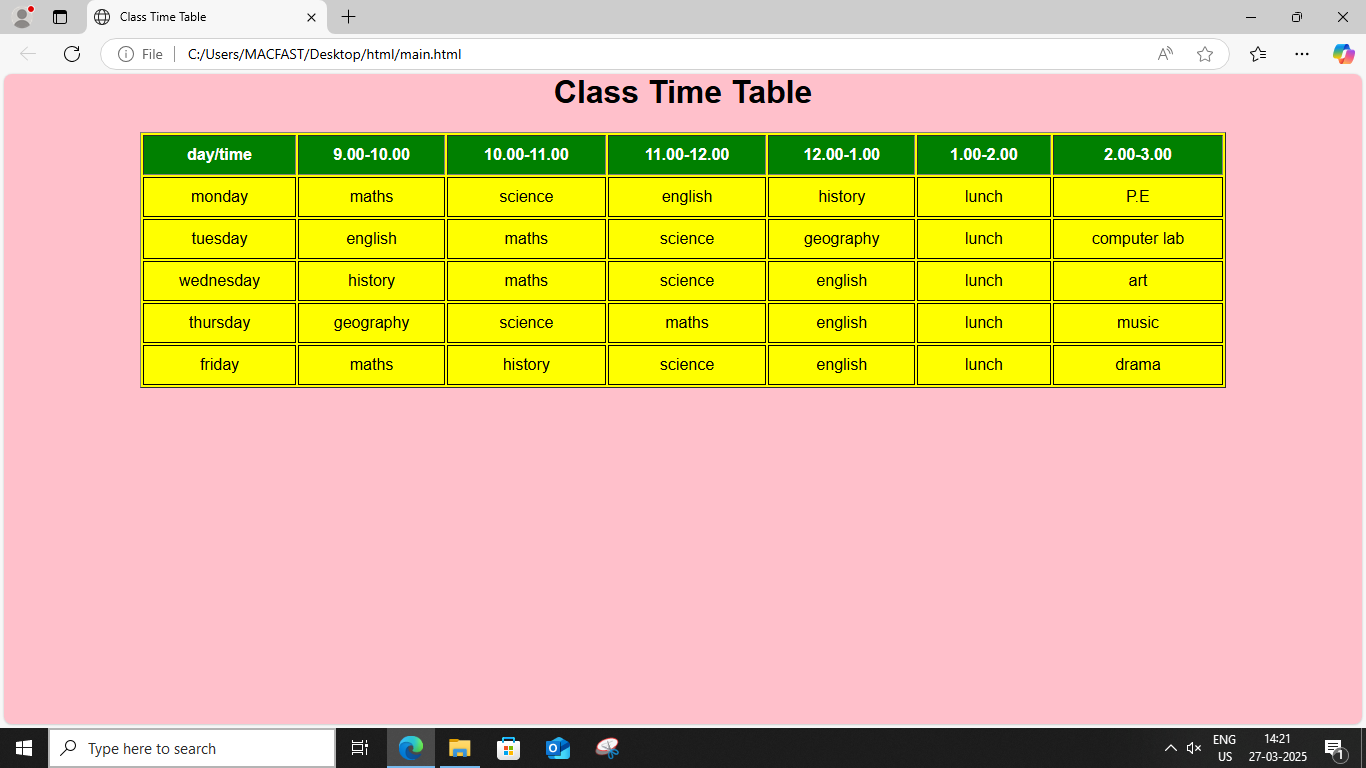 Class Time Table
File C:/Users/MACFAST/Desktop/html/main.html
Class Time Table
day/time 9.00-10.00 10.00-11.00 11.00-12.00 12.00-1.00 1.00-2.00 2.00-3.00
monday maths science english history lunch P.E
tuesday english maths science geography lunch computer lab
wednesday history maths science english lunch art
thursday geography science maths english lunch music
friday maths history science english lunch drama
Type here to search
ENG 14:21
US 27-03-2025 1